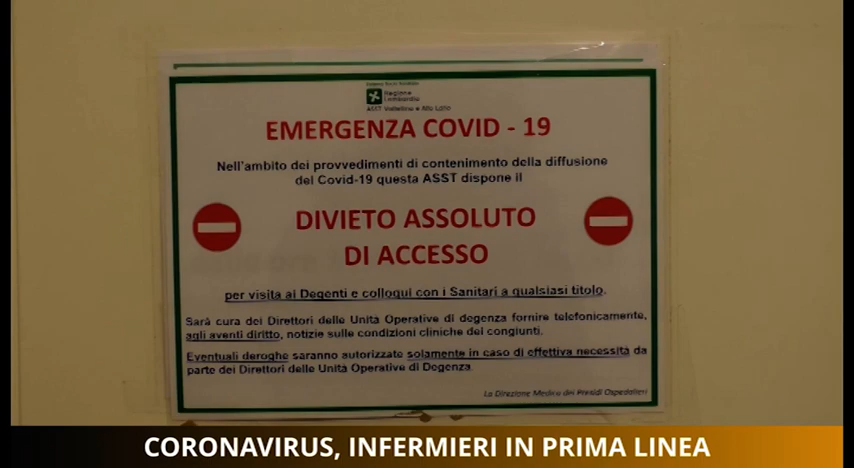 Sistema Socio Sanitario
Regione
Lombardia
ASST Valtellina e Alto Lario
EMERGENZA COVID - 19
Nell'ambito dei provvedimenti di contenimento della diffusione
del Covid-19 questa ASST dispone il
DIVIETO ASSOLUTO
DI ACCESSO
per visita ai Degenti e colloqui con i Sanitari a qualsiasi titolo.
Sarà cura dei Direttori delle Unità Operative di degenza fornire telefonicamente,
agli aventi diritto, notizie sulle condizioni cliniche dei congiunti.
Eventuali deroghe saranno autorizzate solamente in caso di effettiva necessità da
parte dei Direttori delle Unità Operative di Degenza
La Direzione Medica dei Presidi Ospedalieri
CORONAVIRUS, INFERMIERI IN PRIMA LINEA